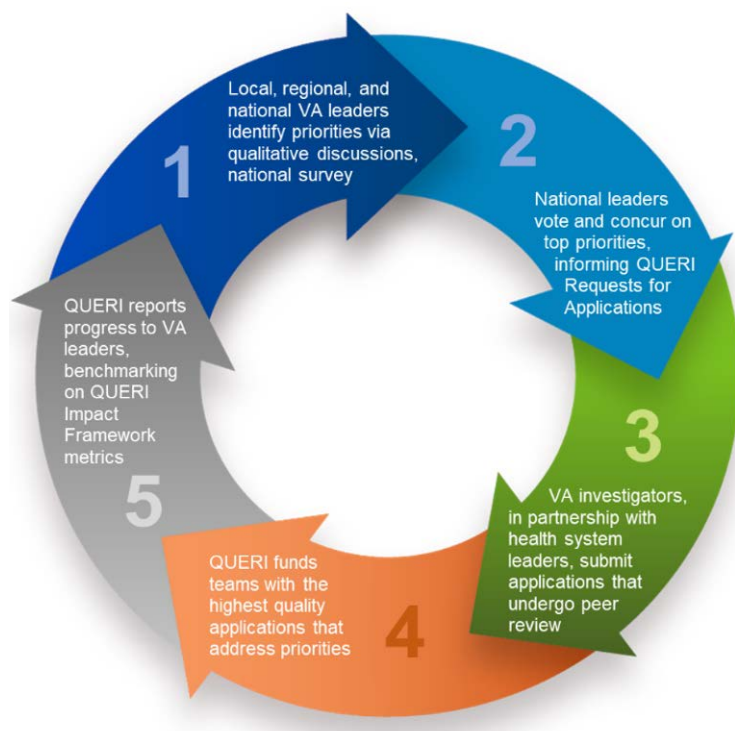 1
Local, regional, and
national VA leaders
identify priorities via
qualitative discussions,
national survey
2
National leaders
vote and concur on
top priorities,
informing QUERI
Requests for
Applications
3
VA investigators,
in partnership with
health system
leaders, submit
applications that
undergo peer
review
4
QUERI funds
teams with the
highest quality
applications that
address priorities
5
QUERI reports
progress to VA
leaders,
benchmarking
on QUERI
Impact
Framework
metrics